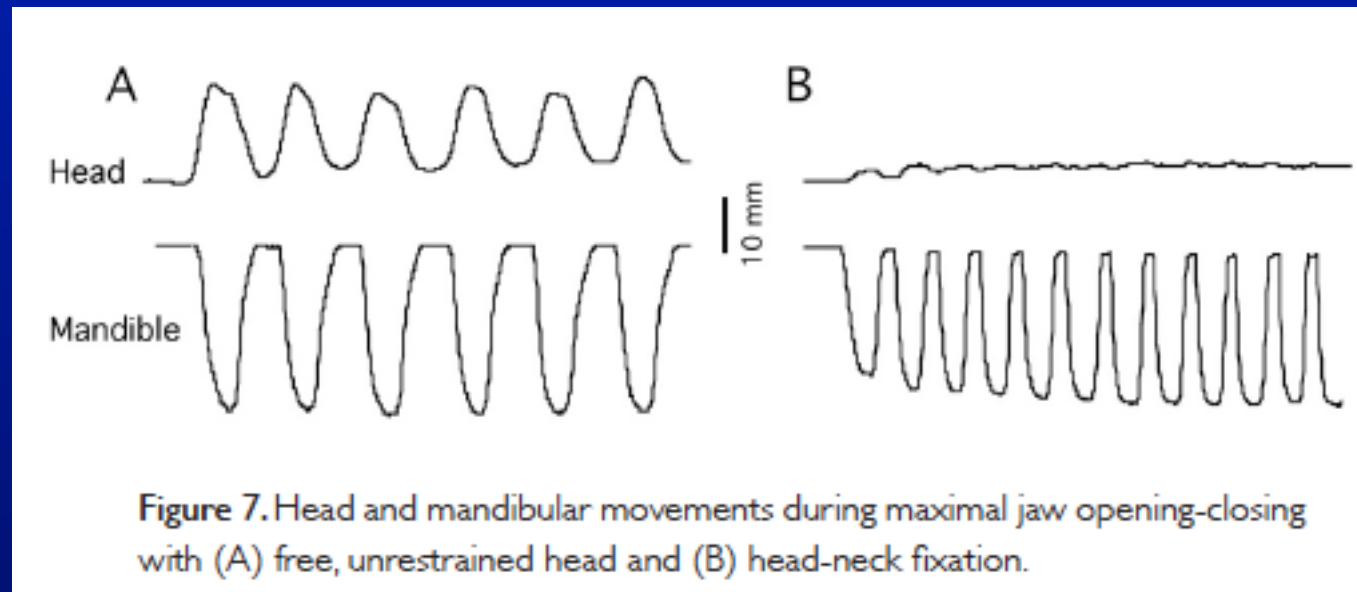 A
B
Head
10 mm
Mandible
Figure 7. Head and mandibular movements during maximal jaw opening-closing
with (A) free, unrestrained head and (B) head-neck fixation.